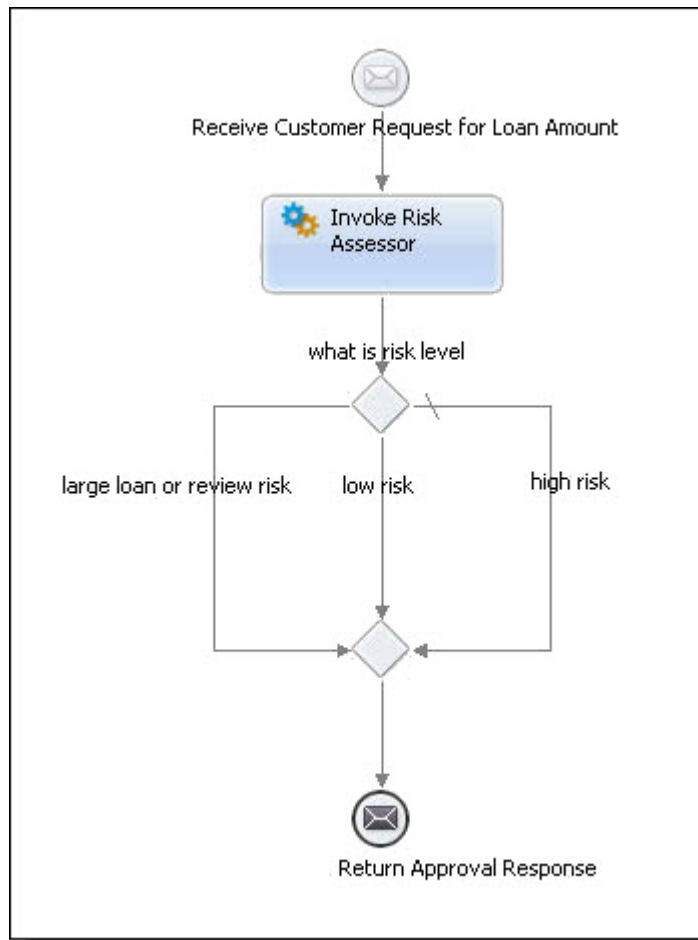 Receive Customer Request for Loan Amount
Invoke Risk
Assessor
what is risk level
large loan or review risk
low risk
high risk
Return Approval Response